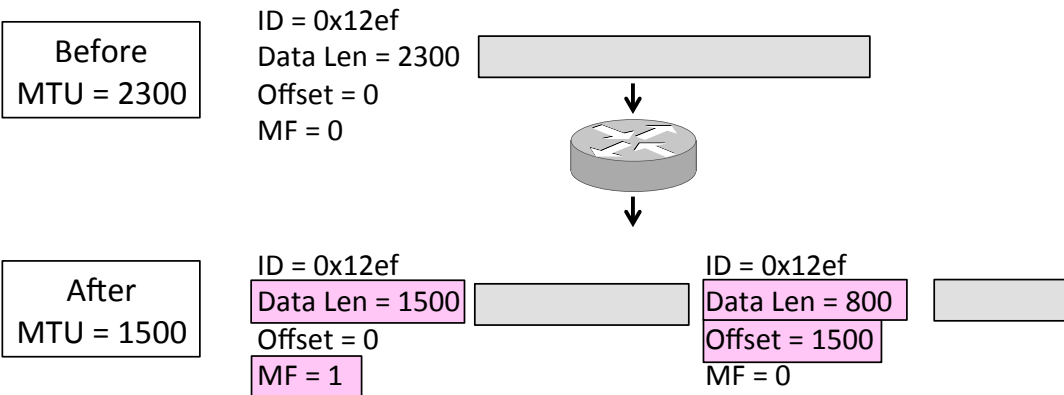 Before
MTU = 2300
ID = 0x12ef
Data Len = 2300
Offset = 0
MF = 0
After
MTU = 1500
ID = 0x12ef
Data Len = 1500
Offset = 0
MF = 1
ID = 0x12ef
Data Len = 800
Offset = 1500
MF = 0